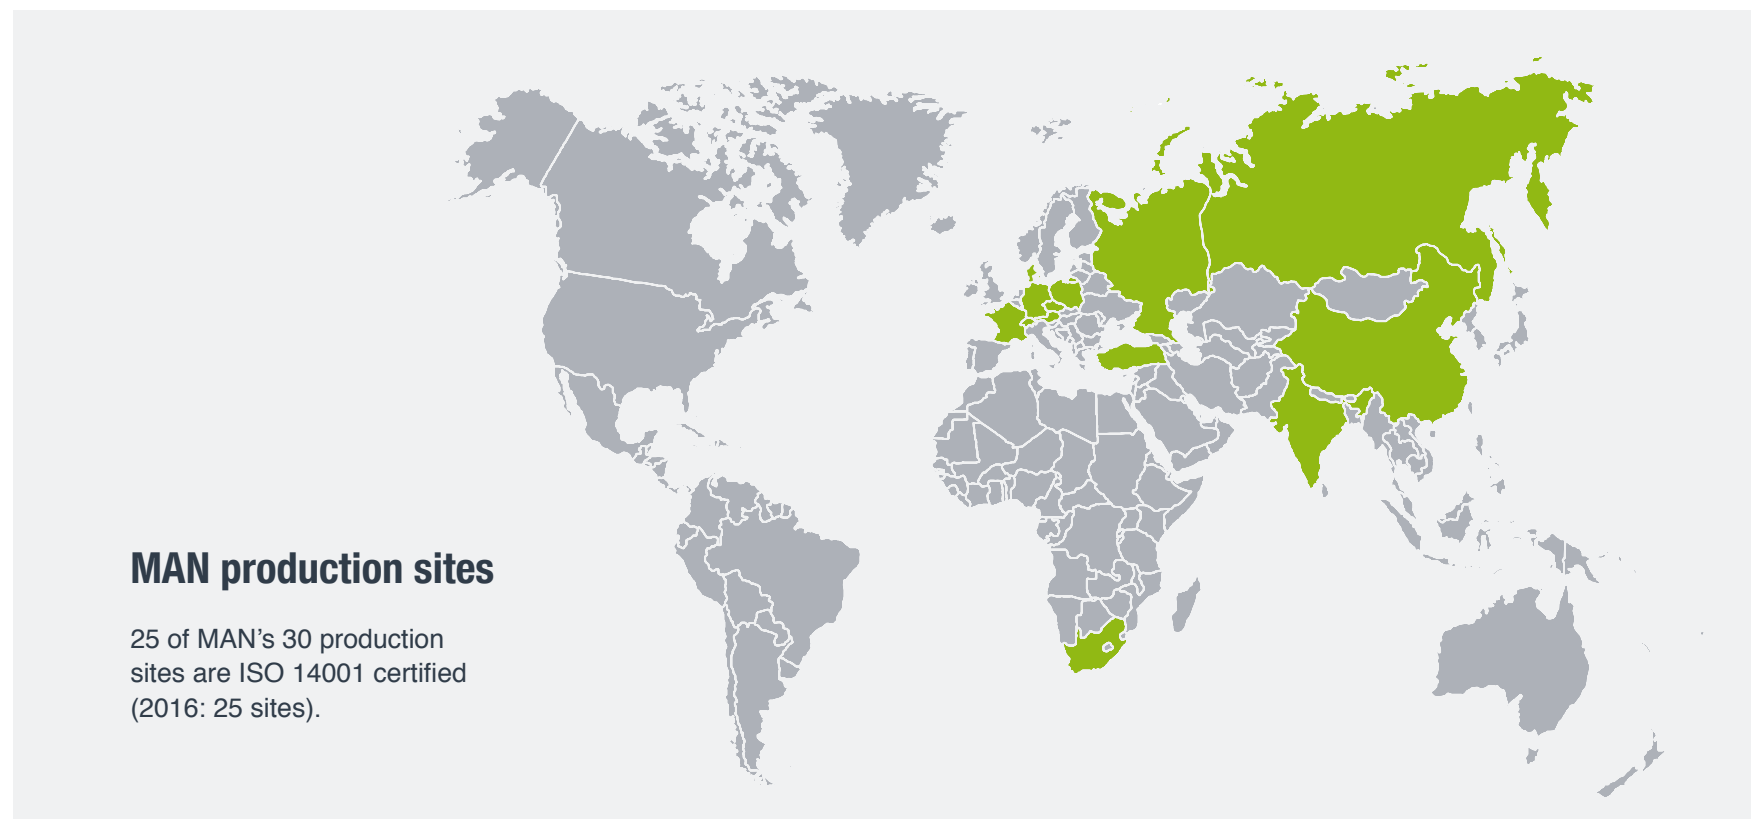 MAN production sites
25 of MAN’s 30 production
sites are ISO 14001 certified
(2016: 25 sites).